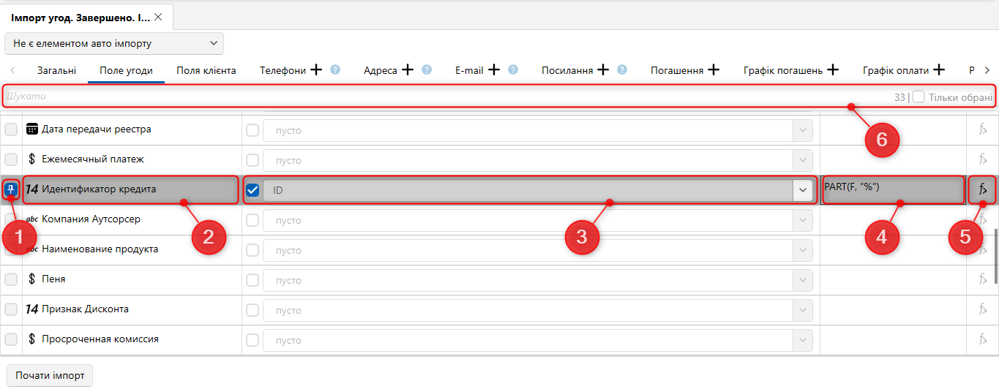 Імпорт угод. Завершено. І...
Не є елементом авто імпорту
Загальні Поле угоди Поля клієнта Телефони Адреса E-mail Посилання Погашення Графік погашень Графік оплати Р
Шукати 33 | Тільки обрані
Дата передачи реестра пусто fx
6
$ Ежемесячный платеж пусто fx
14 Идентификатор кредита ID PART(F, "%") fx
abc Компания Аутсорсер пусто fx
1 2 3 4 5
abc Наименование продукта пусто fx
$ Пеня пусто fx
14 Признак Дисконта пусто fx
$ Просроченная комиссия пусто fx
Почати імпорт